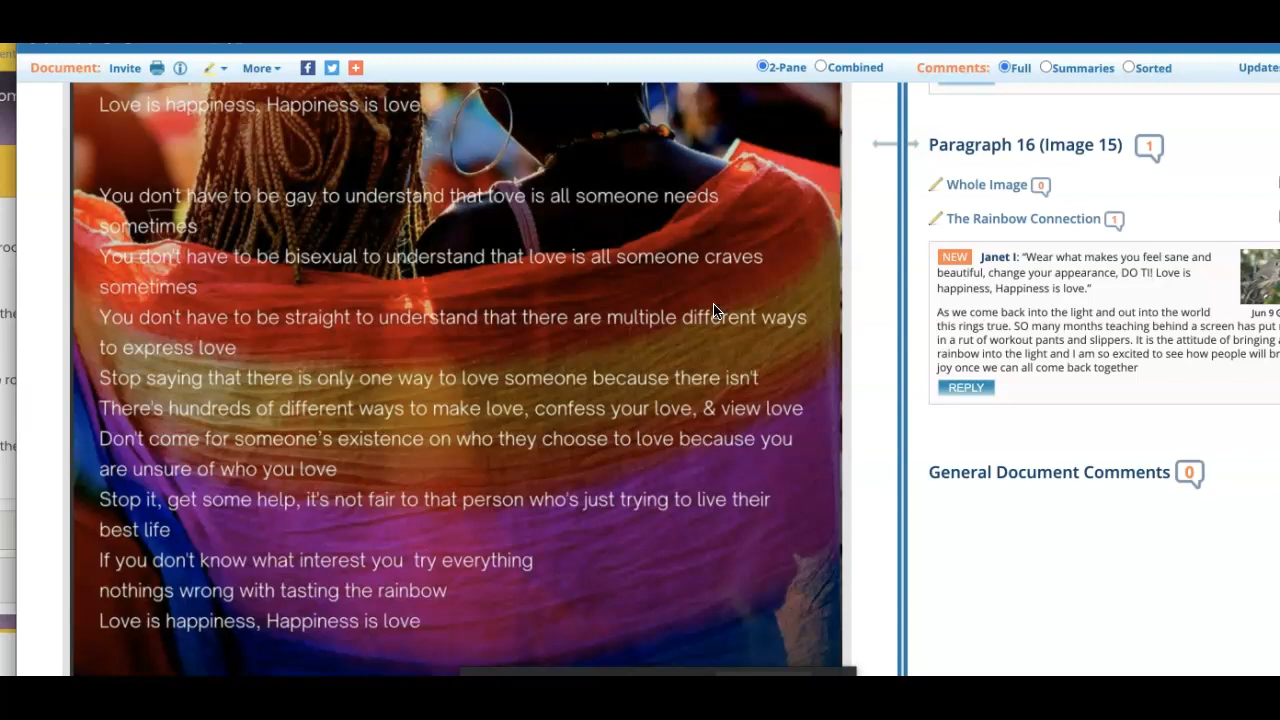 Document: Invite More 2-Pane Combined Comments: Full Summaries Sorted Update
Love is happiness, Happiness is love
You don't have to be gay to understand that love is all someone needs
sometimes
You don't have to be bisexual to understand that love is all someone craves
sometimes
You don't have to be straight to understand that there are multiple different ways
to express love
Stop saying that there is only one way to love someone because there isn't
There's hundreds of different ways to make love, confess your love, & view love
Don't come for someone's existence on who they choose to love because you
are unsure of who you love
Stop it, get some help, it's not fair to that person who's just trying to live their
best life
If you don't know what interest you  try everything
nothings wrong with tasting the rainbow
Love is happiness, Happiness is love
Paragraph 16 (Image 15) 1
Whole Image 0
The Rainbow Connection 1
NEW Janet I: “Wear what makes you feel sane and
beautiful, change your appearance, DO TI! Love is
happiness, Happiness is love.”
Jun 9
As we come back into the light and out into the world
this rings true. SO many months teaching behind a screen has put
in a rut of workout pants and slippers. It is the attitude of bringing
rainbow into the light and I am so excited to see how people will br
joy once we can all come back together
REPLY
General Document Comments 0